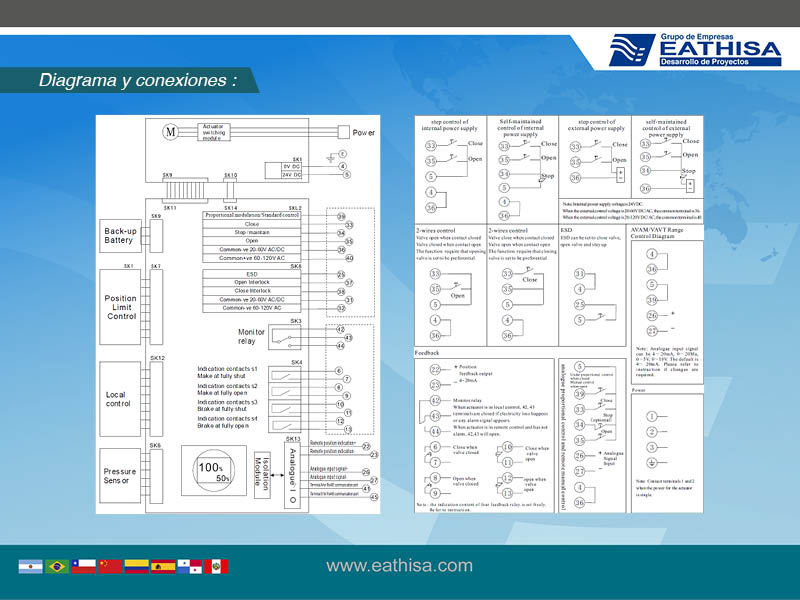 Grupo de Empresas
EATHISA
Desarrollo de Proyectos
Diagrama y conexiones :
M
Actuator
switching
module
Power
E
SK1
0V DC
4
24V DC
5
SK9
SK10
SK11
SK14
SKL2
Back-up
Battery
SK9
Proportional modulation/Standard control
39
Close
33
Stop/maintain
34
Open
35
Common-ve 20-60V AC/DC
36
Common+ve 60-120V AC
40
ESD
25
Open Interlock
37
Close Interlock
38
Common-ve 20-60V AC/DC
31
Common-ve 60-120V AC
32
SK1
SK7
Position
Limit
Control
Monitor
relay
SK3
42
43
44
SK12
Local
control
SK4
Indication contacts s1
Make at fully shut
6
7
Indication contacts s2
Make at fully open
8
9
Indication contacts s3
Brake at fully shut
10
11
Indication contacts s4
Brake at fully open
12
13
SK6
SK13
Pressure
Sensor
100%
50%
Isolation
Module
Analogue I O
Remote position indication+
22
Remote position indication-
23
Analogue input signal+
26
Analogue input signal-
27
41
45
step control of
internal power supply
33
Close
35
Open
5
4
36
Self-maintained
control of internal
power supply
33
Close
35
Open
34
Stop
5
4
36
step control of
external power supply
33
Close
35
Open
36
self-maintained
control of external
power supply
33
Close
35
Open
34
Stop
36
Note: Internal power supply voltage is 24V DC
When the external control voltage is 20-60V DC/AC, the common terminal is 36.
When the external control voltage is 60-120V DC/AC, the common terminal is 40.
2-wires control
Valve open when contact closed
Valve closed when contact open
The function require that opening
valve is set to be preferential
33
35
Open
5
4
36
2-wires control
Valve close when contact closed
Valve open when contact open
The function require that closing
valve is set to be preferential
33
Close
35
5
4
36
ESD
ESD can be set to close valve,
open valve and stay up
31
4
25
5
AVAM/VAVT Range
Control Diagram
4
36
5
39
26 +
27 −
Note: Analogue input signal
can be 4～20mA, 0～20Ma,
0～5V, 0～10V. The default is
4～20mA. Please refer to
instruction if changes are
required.
Feedback
22
+ Position
feedback output
23
− 4~20mA
42
Monitor relay
43
When actuator is in local control, 42, 43
terminals are closed if electricity loss happens
or any alarm signal appears.
44
When actuator is in remote control and has not
alarm, 42,43 will open.
6
Close when
valve closed
7
10
Close when
valve open
11
8
Open when
valve closed
9
12
open when
valve open
13
Note : the indication content of four feedback relay is set freely.
Refer to instruction.
analogue proportional control and remote manual control
5
Under proportional control
when closed
Manual control
when open
39
33
Close
34
Stop
(optional)
35
Open
26
+ Analogue
Signal
Input
27
−
4
36
Power
1
2
3
Note: Connect terminals 1 and 2
when the power for the actuator
is single.
www.eathisa.com